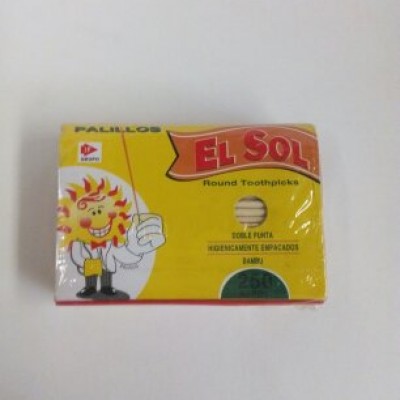 PALILLOS
EL SOL
Round Toothpicks
DOBLE PUNTA
HIGIENICAMENTE EMPACADOS
BAMBU
250